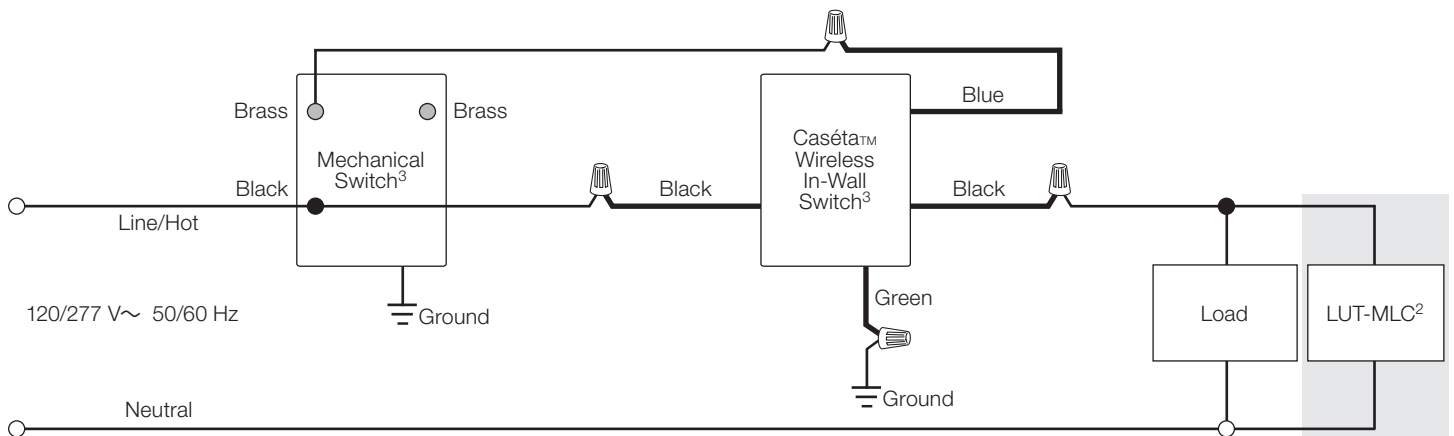 Blue
Brass
Brass
Mechanical
Switch³
Caséta™
Wireless
In-Wall
Switch³
Black
Black
Black
Line/Hot
120/277 V~ 50/60 Hz
Ground
Green
Load
LUT-MLC²
Ground
Neutral